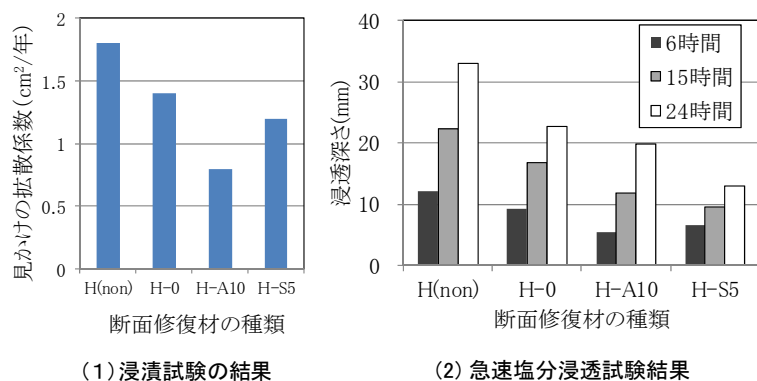 見かけの拡散係数(cm²/年)
2
1.5
1
0.5
0
H(non) H-0 H-A10 H-S5
断面修復材の種類
(1)浸漬試験の結果
浸透深さ(mm)
40
30
20
10
0
6時間
15時間
24時間
H(non) H-0 H-A10 H-S5
断面修復材の種類
(2) 急速塩分浸透試験結果